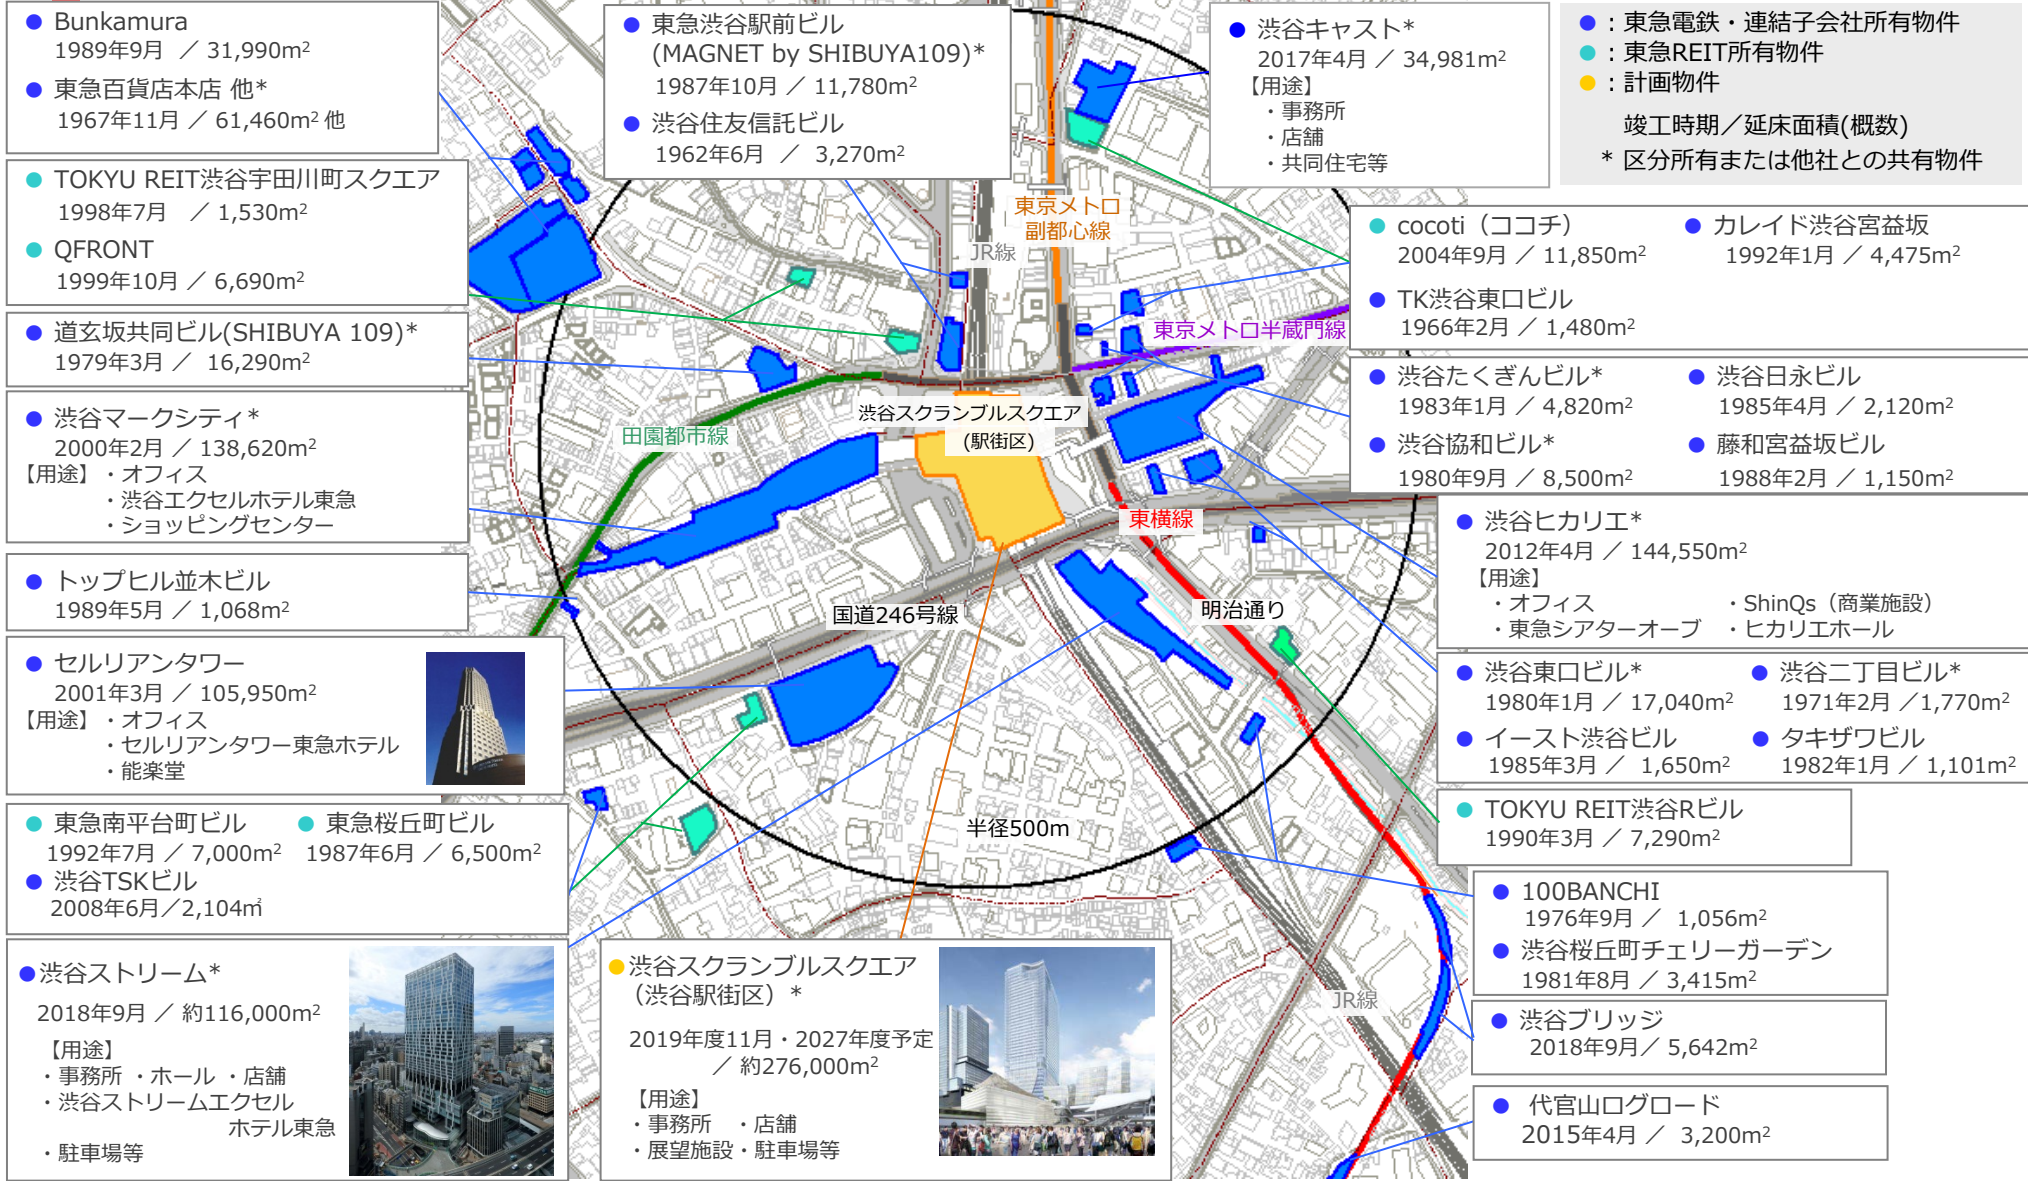 Bunkamura
1989年9月 ／ 31,990m²
東急百貨店本店 他*
1967年11月 ／ 61,460m² 他
TOKYU REIT渋谷宇田川町スクエア
1998年7月 ／ 1,530m²
QFRONT
1999年10月 ／ 6,690m²
道玄坂共同ビル(SHIBUYA 109)*
1979年3月 ／ 16,290m²
渋谷マークシティ*
2000年2月 ／ 138,620m²
【用途】・オフィス
・渋谷エクセルホテル東急
・ショッピングセンター
トップヒル並木ビル
1989年5月 ／ 1,068m²
セルリアンタワー
2001年3月 ／ 105,950m²
【用途】・オフィス
・セルリアンタワー東急ホテル
・能楽堂
東急南平台町ビル
1992年7月 ／ 7,000m²
東急桜丘町ビル
1987年6月 ／ 6,500m²
渋谷TSKビル
2008年6月／2,104㎡
渋谷ストリーム*
2018年9月 ／ 約116,000m²
【用途】
・事務所 ・ホール ・店舗
・渋谷ストリームエクセル
ホテル東急
・駐車場等
東急渋谷駅前ビル
(MAGNET by SHIBUYA109)*
1987年10月 ／ 11,780m²
渋谷住友信託ビル
1962年6月 ／ 3,270m²
渋谷キャスト*
2017年4月 ／ 34,981m²
【用途】
・事務所
・店舗
・共同住宅等
：東急電鉄・連結子会社所有物件
：東急REIT所有物件
：計画物件
竣工時期／延床面積(概数)
* 区分所有または他社との共有物件
東京メトロ
副都心線
JR線
東京メトロ半蔵門線
田園都市線
渋谷スクランブルスクエア
(駅街区)
東横線
国道246号線
明治通り
半径500m
JR線
cocoti（ココチ）
2004年9月 ／ 11,850m²
カレイド渋谷宮益坂
1992年1月 ／ 4,475m²
TK渋谷東口ビル
1966年2月 ／ 1,480m²
渋谷たくぎんビル*
1983年1月 ／ 4,820m²
渋谷日永ビル
1985年4月 ／ 2,120m²
渋谷協和ビル*
1980年9月 ／ 8,500m²
藤和宮益坂ビル
1988年2月 ／ 1,150m²
渋谷ヒカリエ*
2012年4月 ／ 144,550m²
【用途】
・オフィス ・ShinQs（商業施設）
・東急シアターオーブ ・ヒカリエホール
渋谷東口ビル*
1980年1月 ／ 17,040m²
渋谷二丁目ビル*
1971年2月 ／1,770m²
イースト渋谷ビル
1985年3月 ／ 1,650m²
タキザワビル
1982年1月 ／ 1,101m²
TOKYU REIT渋谷Rビル
1990年3月 ／ 7,290m²
100BANCHI
1976年9月 ／ 1,056m²
渋谷桜丘町チェリーガーデン
1981年8月 ／ 3,415m²
渋谷ブリッジ
2018年9月／ 5,642m²
代官山ログロード
2015年4月 ／ 3,200m²
渋谷スクランブルスクエア
（渋谷駅街区）*
2019年度11月・2027年度予定
／ 約276,000m²
【用途】
・事務所 ・店舗
・展望施設・駐車場等